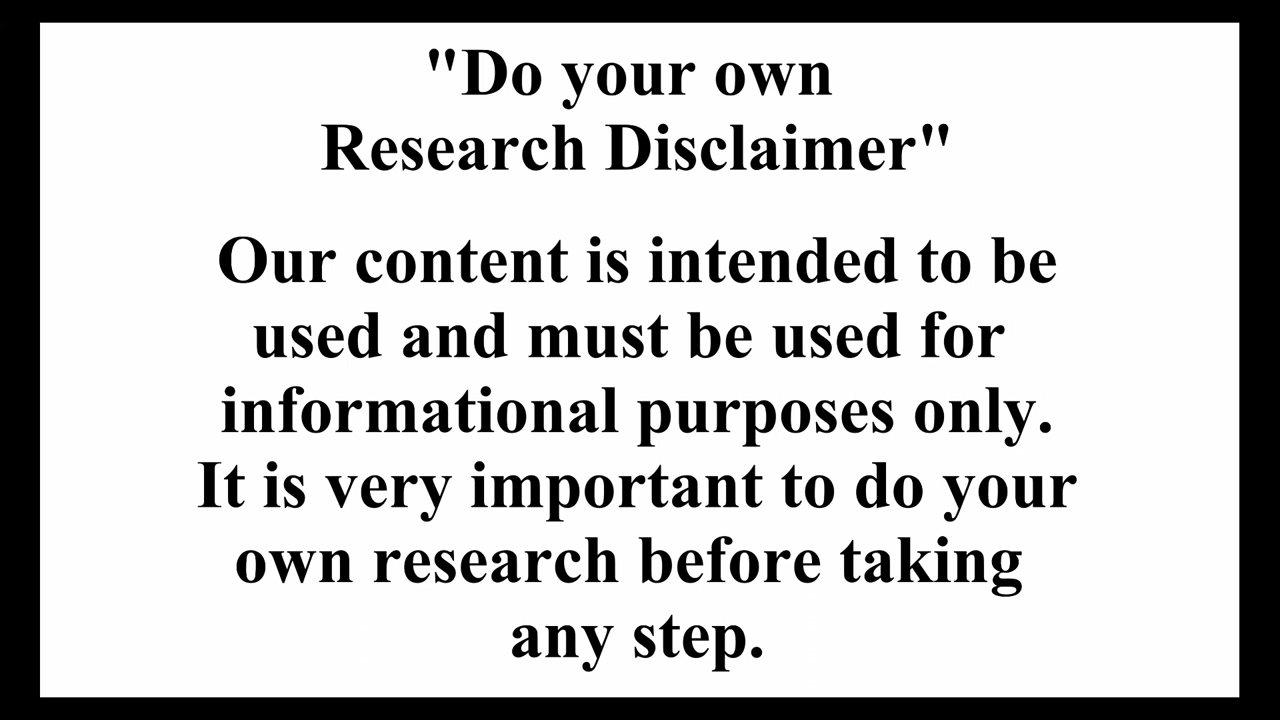 "Do your own
Research Disclaimer"
Our content is intended to be
used and must be used for
informational purposes only.
It is very important to do your
own research before taking
any step.